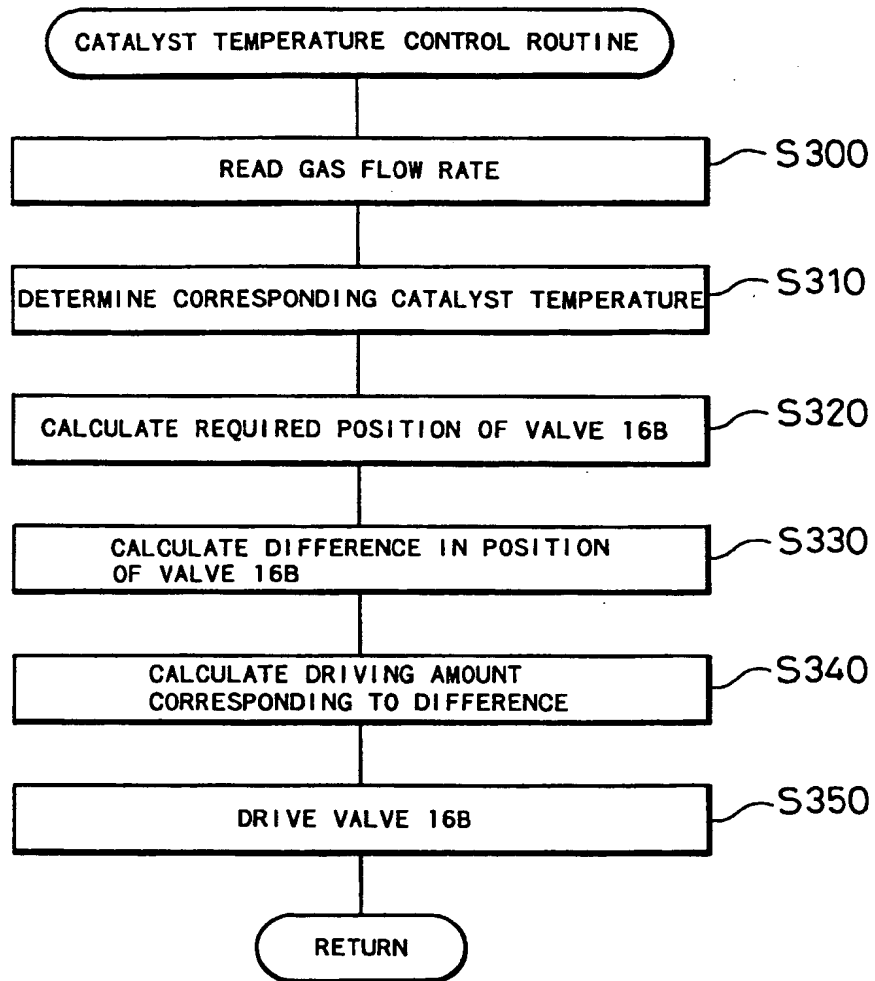 CATALYST TEMPERATURE CONTROL ROUTINE
READ GAS FLOW RATE
S300
DETERMINE CORRESPONDING CATALYST TEMPERATURE
S310
CALCULATE REQUIRED POSITION OF VALVE 16B
S320
CALCULATE DIFFERENCE IN POSITION
OF VALVE 16B
S330
CALCULATE DRIVING AMOUNT
CORRESPONDING TO DIFFERENCE
S340
DRIVE VALVE 16B
S350
RETURN